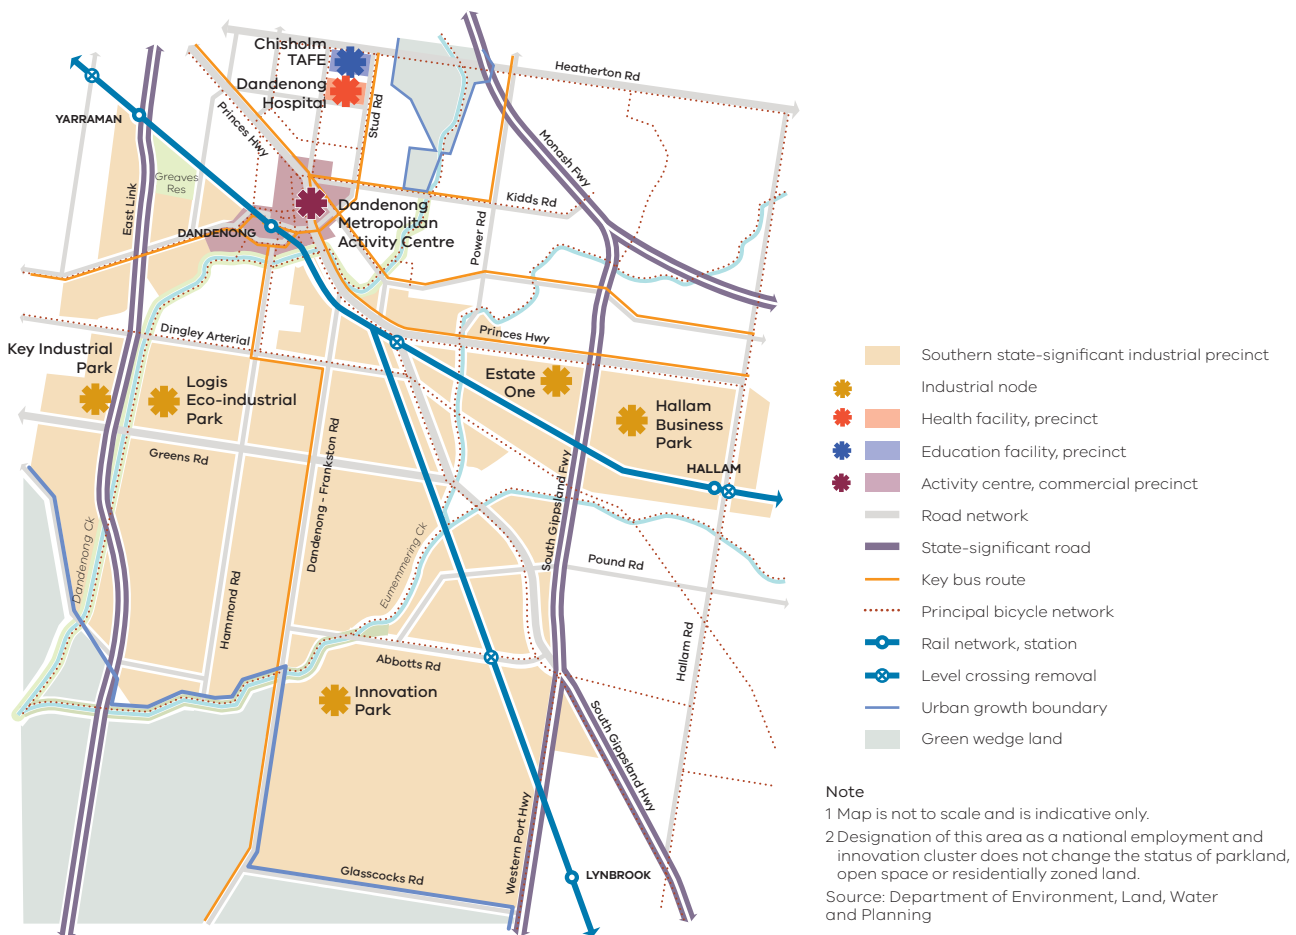 Chisholm
TAFE
Dandenong
Hospital
Heatherton Rd
YARRAMAN
Princes Hwy
Stud Rd
Monash Fwy
Greaves
Res
East Link
Kidds Rd
Dandenong
Metropolitan
Activity Centre
DANDENONG
Power Rd
Dingley Arterial
Princes Hwy
Key Industrial
Park
Logis
Eco-industrial
Park
Estate
One
Hallam
Business
Park
HALLAM
Greens Rd
Dandenong - Frankston Rd
South Gippsland Fwy
Dandenong Ck
Eumemmering Ck
Pound Rd
Hammond Rd
Abbotts Rd
Hallam Rd
Innovation
Park
South Gippsland Hwy
Western Port Hwy
Glasscocks Rd
LYNBROOK
Southern state-significant industrial precinct
Industrial node
Health facility, precinct
Education facility, precinct
Activity centre, commercial precinct
Road network
State-significant road
Key bus route
Principal bicycle network
Rail network, station
Level crossing removal
Urban growth boundary
Green wedge land
Note
1 Map is not to scale and is indicative only.
2 Designation of this area as a national employment and
innovation cluster does not change the status of parkland,
open space or residentially zoned land.
Source: Department of Environment, Land, Water
and Planning